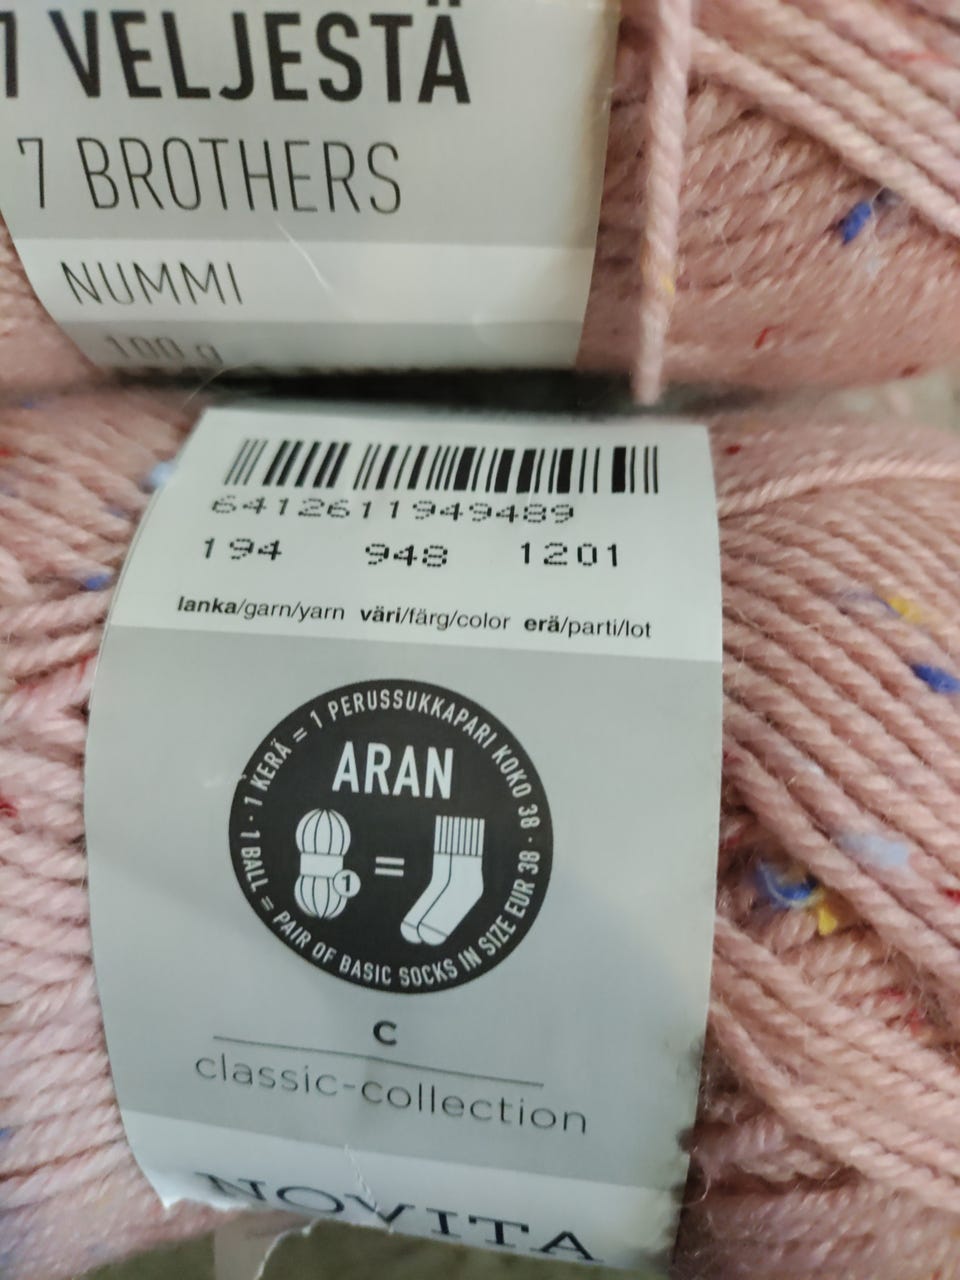 7 VELJESTÄ
7 BROTHERS
NUMMI
100 g
6412611949489
194 948 1201
lanka/garn/yarn väri/färg/color erä/parti/lot
1 KERÄ = 1 PERUSSUKKAPARI KOKO 38 ·
1 BALL = PAIR OF BASIC SOCKS IN SIZE EUR 38 ·
ARAN
1 =
C
classic-collection
NOVITA